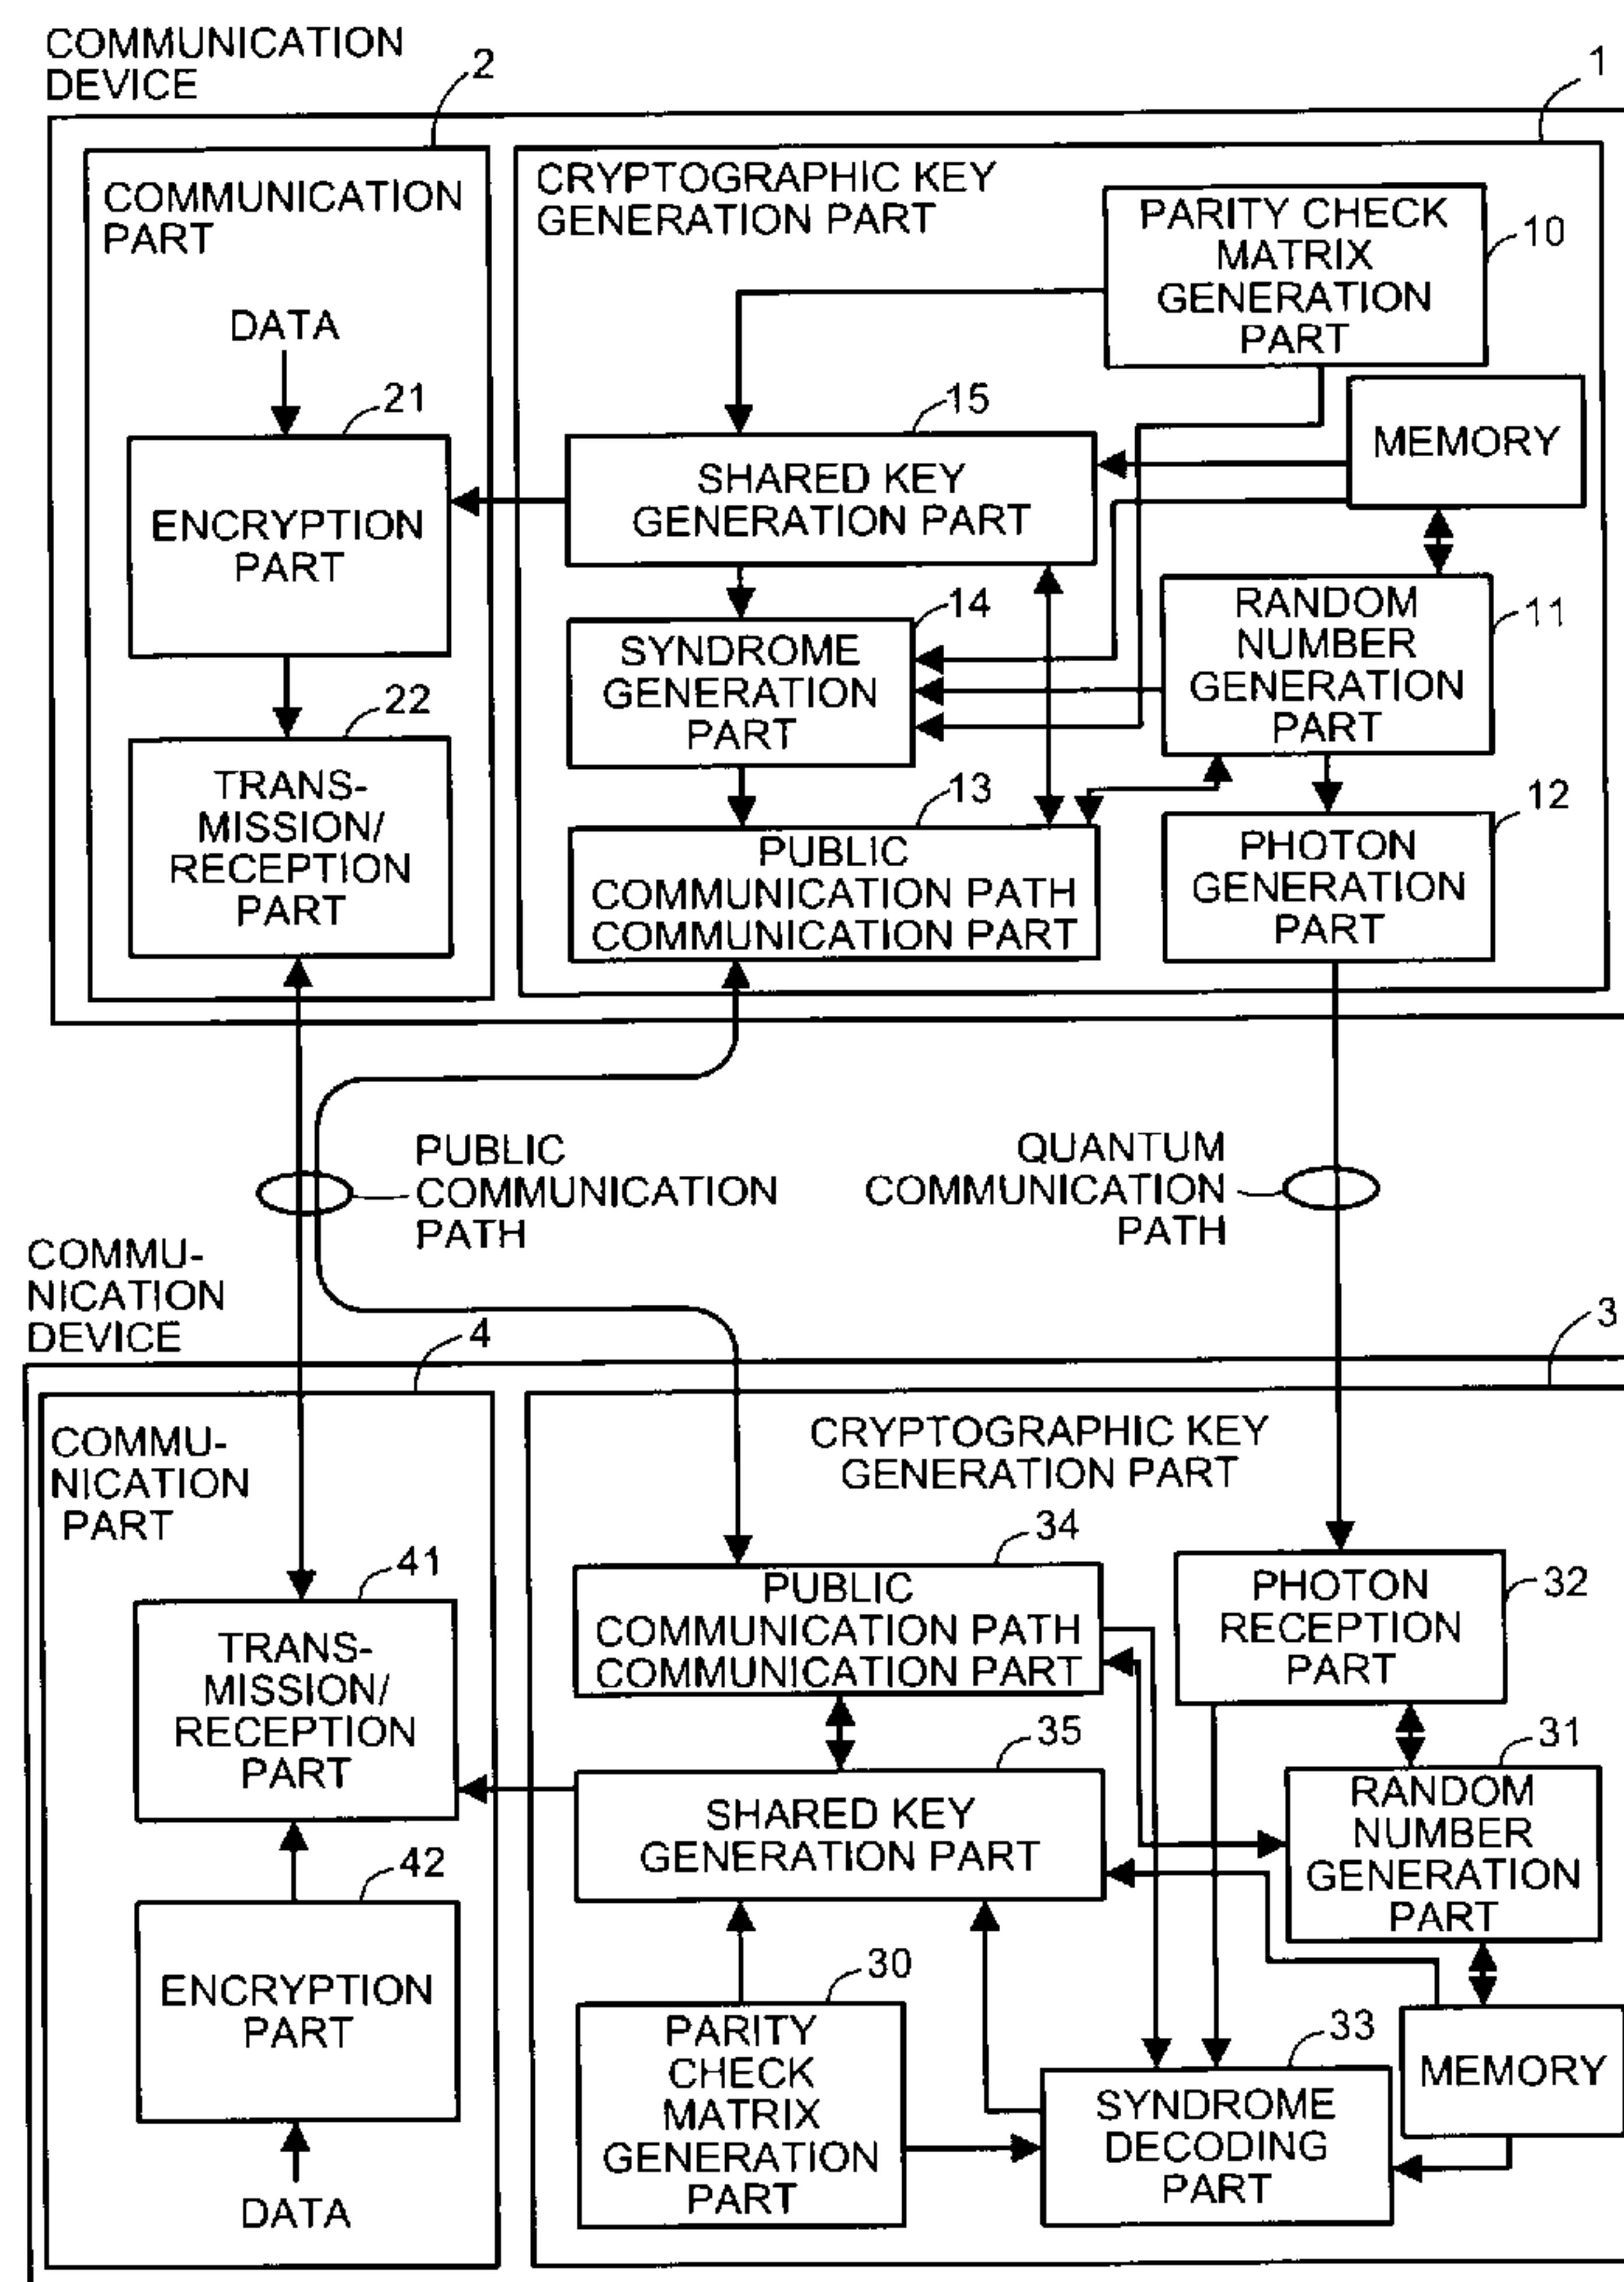 COMMUNICATION
DEVICE
2
1
COMMUNICATION
PART
CRYPTOGRAPHIC KEY
GENERATION PART
PARITY CHECK
MATRIX
GENERATION
PART
10
DATA
21
15
MEMORY
ENCRYPTION
PART
SHARED KEY
GENERATION PART
14
RANDOM
NUMBER
GENERATION
PART
11
SYNDROME
GENERATION
PART
22
TRANS-
MISSION/
RECEPTION
PART
13
12
PUBLIC
COMMUNICATION PATH
COMMUNICATION PART
PHOTON
GENERATION
PART
PUBLIC
COMMUNICATION
PATH
QUANTUM
COMMUNICATION
PATH
COMMU-
NICATION
DEVICE
4
3
COMMU-
NICATION
PART
CRYPTOGRAPHIC KEY
GENERATION PART
34
41
PUBLIC
COMMUNICATION PATH
COMMUNICATION PART
PHOTON
RECEPTION
PART
32
TRANS-
MISSION/
RECEPTION
PART
35
31
SHARED KEY
GENERATION PART
RANDOM
NUMBER
GENERATION
PART
42
ENCRYPTION
PART
30
PARITY
CHECK
MATRIX
GENERATION
PART
33
SYNDROME
DECODING
PART
MEMORY
DATA